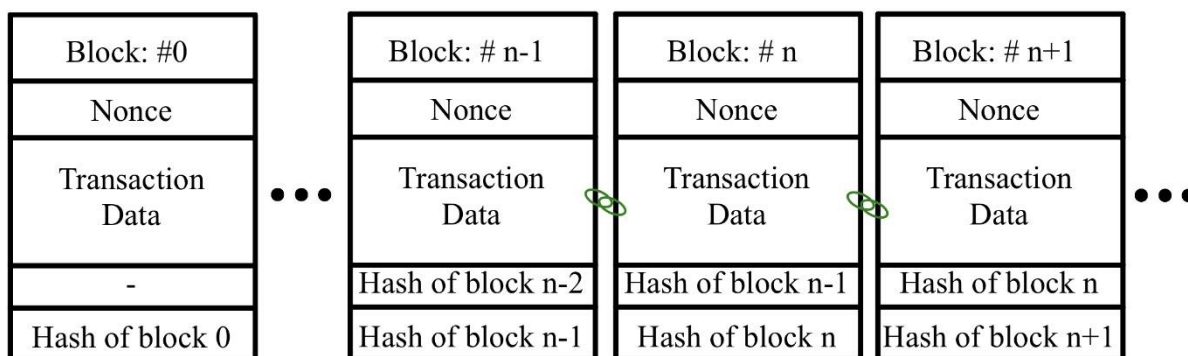 Block: #0
Nonce
Transaction
Data
-
Hash of block 0
Block: # n-1
Nonce
Transaction
Data
Hash of block n-2
Hash of block n-1
Block: # n
Nonce
Transaction
Data
Hash of block n-1
Hash of block n
Block: # n+1
Nonce
Transaction
Data
Hash of block n
Hash of block n+1